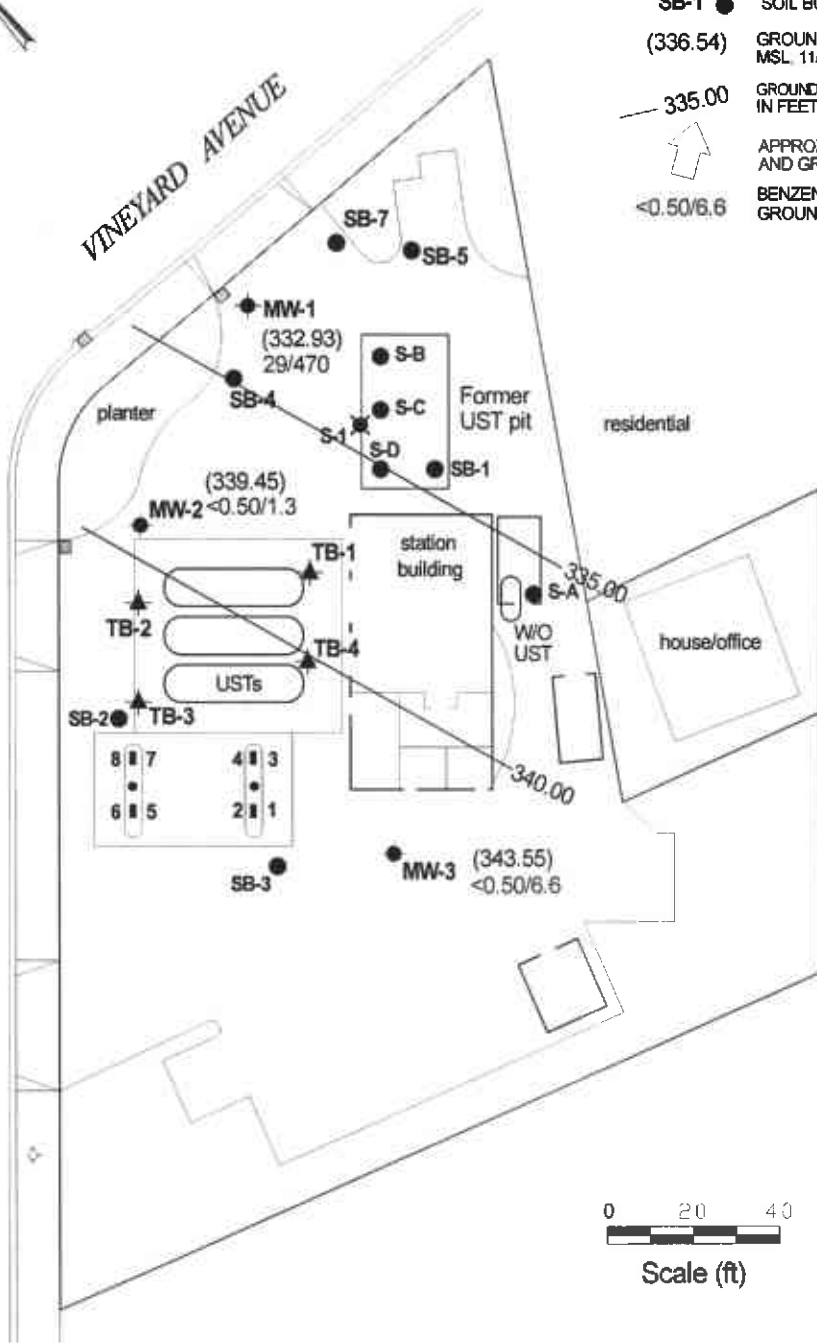 SB-1
SOIL BO
(336.54)
GROUN
MSL, 11/
335.00
GROUND
IN FEET
APPROX
AND GR
<0.50/6.6
BENZEN
GROUN
VINEYARD AVENUE
SB-7
SB-5
MW-1
(332.93)
29/470
SB-4
S-B
S-C
S-1
S-D
SB-1
Former
UST pit
residential
planter
(339.45)
MW-2 <0.50/1.3
TB-1
station
building
335.00
S-A
TB-2
W/O
UST
house/office
TB-4
USTs
SB-2
TB-3
8 7
4 3
6 5
2 1
340.00
SB-3
MW-3
(343.55)
<0.50/6.6
0 20 40
Scale (ft)